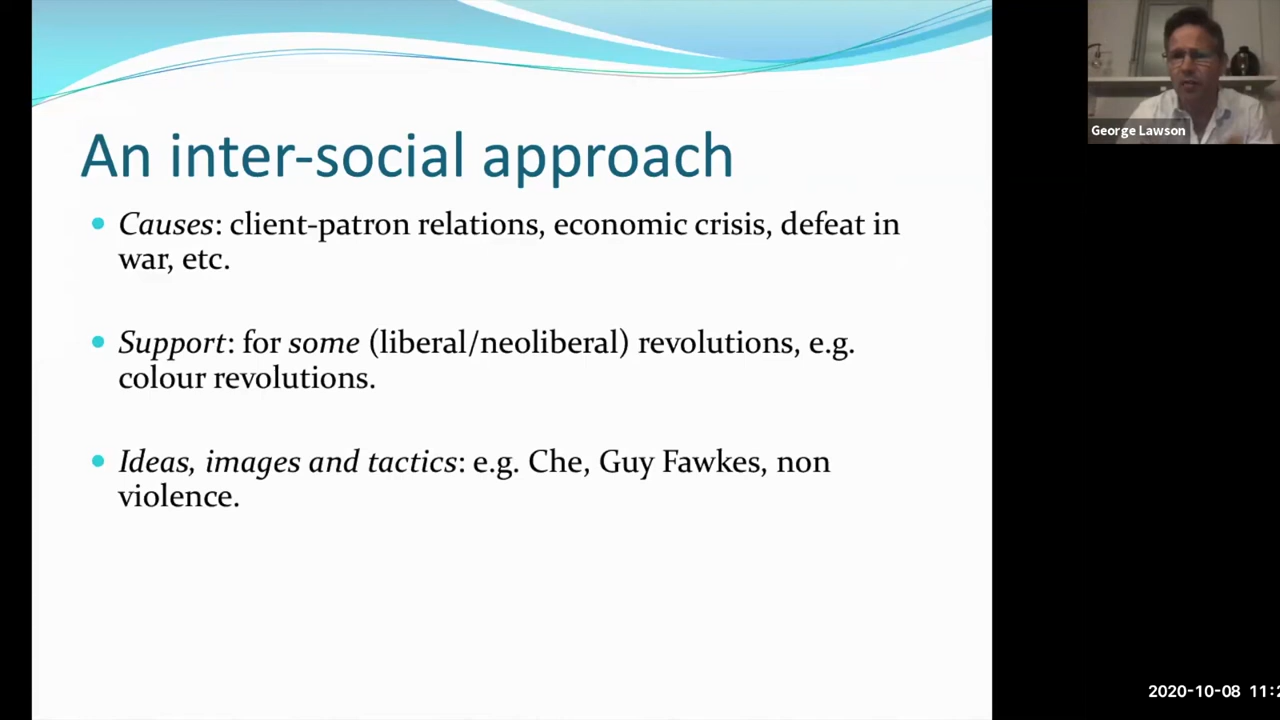 An inter-social approach
• Causes: client-patron relations, economic crisis, defeat in
war, etc.
• Support: for some (liberal/neoliberal) revolutions, e.g.
colour revolutions.
• Ideas, images and tactics: e.g. Che, Guy Fawkes, non
violence.
George Lawson
2020-10-08 11:2